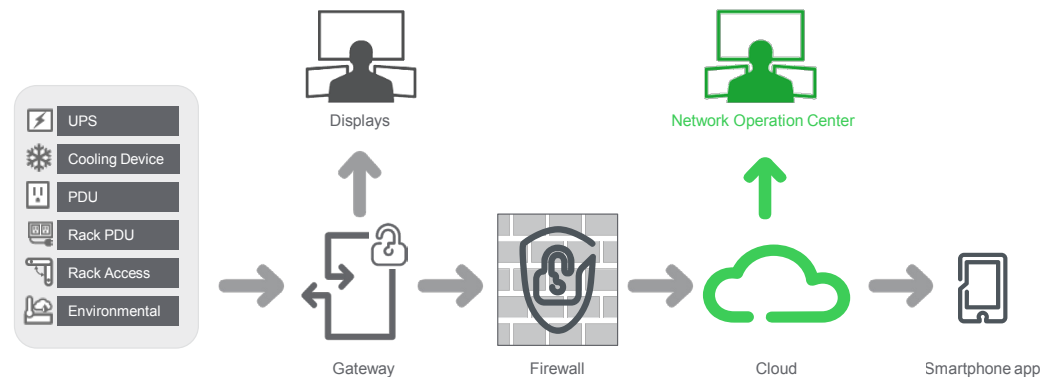 Displays
Network Operation Center
UPS
Cooling Device
PDU
Rack PDU
Rack Access
Environmental
Gateway
Firewall
Cloud
Smartphone app